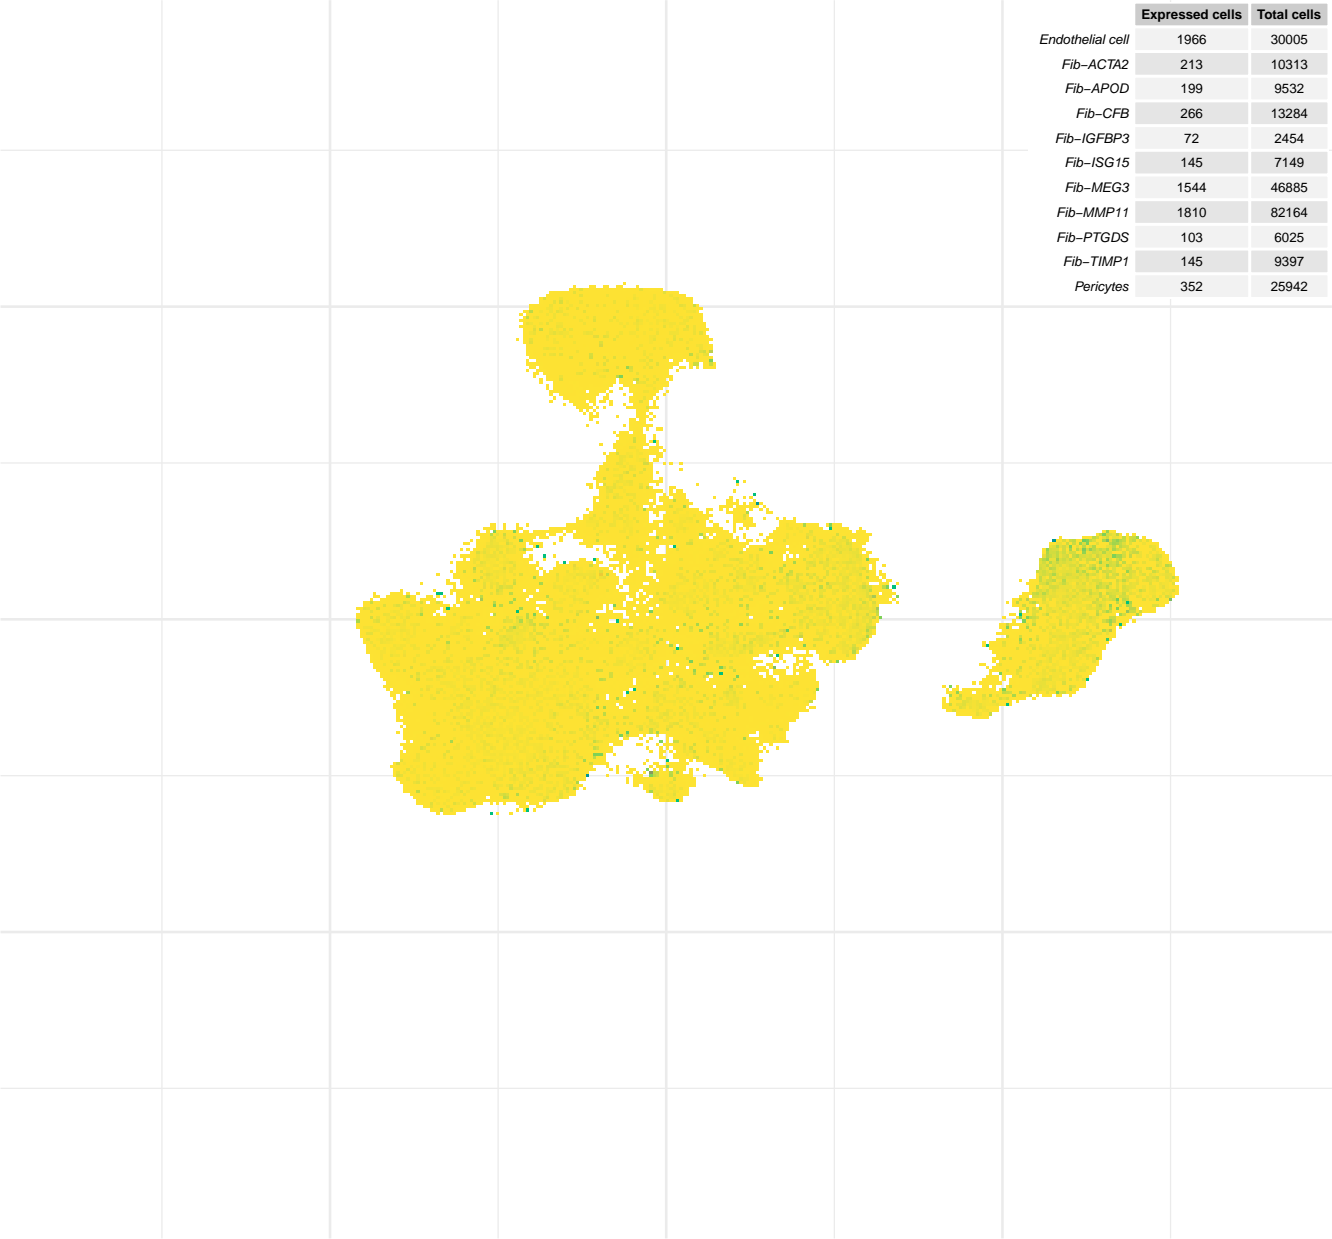 Expressed cells Total cells
Endothelial cell 1966 30005
Fib−ACTA2 213 10313
Fib−APOD 199 9532
Fib−CFB 266 13284
Fib−IGFBP3 72 2454
Fib−ISG15 145 7149
Fib−MEG3 1544 46885
Fib−MMP11 1810 82164
Fib−PTGDS 103 6025
Fib−TIMP1 145 9397
Pericytes 352 25942